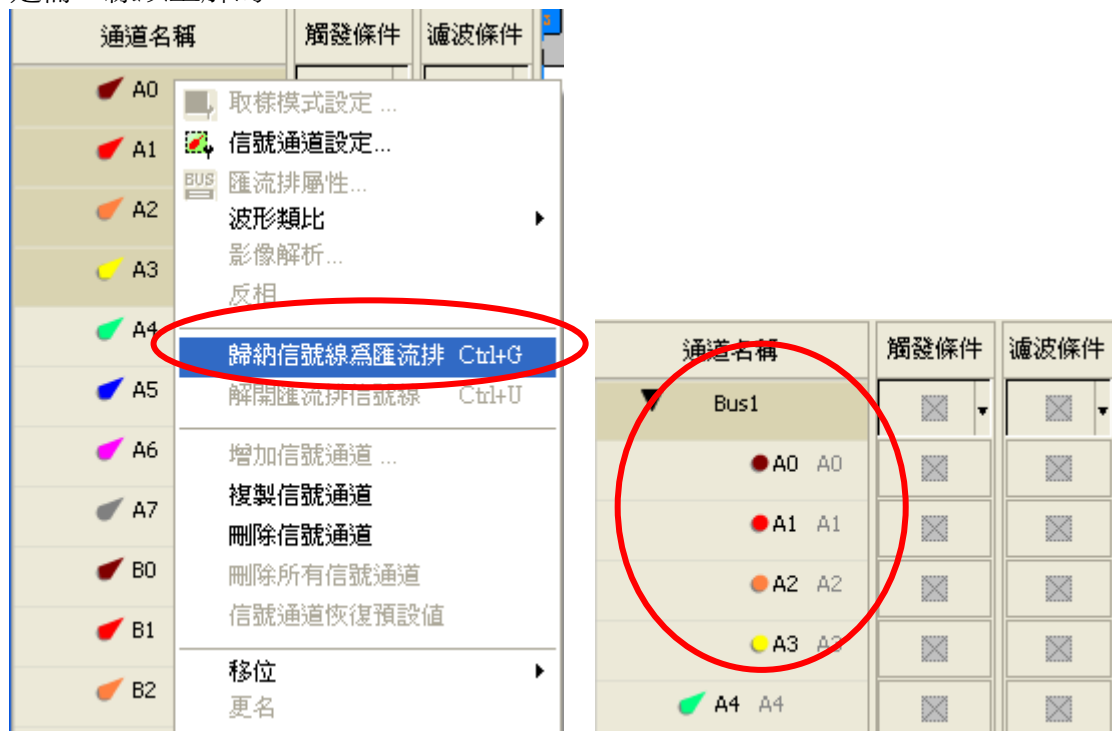 通道名稱 觸發條件 濾波條件
A0
A1
A2
A3
A4
A5
A6
A7
B0
B1
B2
取樣模式設定 ...
信號通道設定...
BUS 匯流排屬性...
波形類比
影像解析...
反相
歸納信號線為匯流排 Ctrl+G
解開匯流排信號線 Ctrl+U
增加信號通道 ...
複製信號通道
刪除信號通道
刪除所有信號通道
信號通道恢復預設值
移位
更名
通道名稱 觸發條件 濾波條件
Bus1
A0 A0
A1 A1
A2 A2
A3 A3
A4 A4